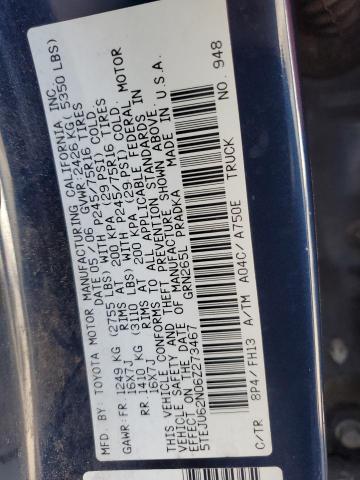 MFD. BY: TOYOTA MOTOR MANUFACTURING CALIFORNIA INC.
DATE 05/06 GVWR:2426 KG( 5350 LBS)
GAWR:FR. 1249 KG (2755 LBS) WITH P245/75R16 TIRES
16X7J RIMS AT 200 KPA (29 PSI) COLD.
RR. 1410 KG (3110 LBS) WITH P245/75R16 TIRES
16X7J RIMS AT 200 KPA (29 PSI) COLD.
THIS VEHICLE CONFORMS TO ALL APPLICABLE FEDERAL MOTOR
VEHICLE SAFETY AND THEFT PREVENTION STANDARDS IN
EFFECT ON THE DATE OF MANUFACTURE SHOWN ABOVE.
5TEJU62N06Z273467 GRN265L PRADKA MADE IN U.S.A.
TRUCK
C/TR 8P4 / FH13 A/TM A04C/ A750E NO. 948